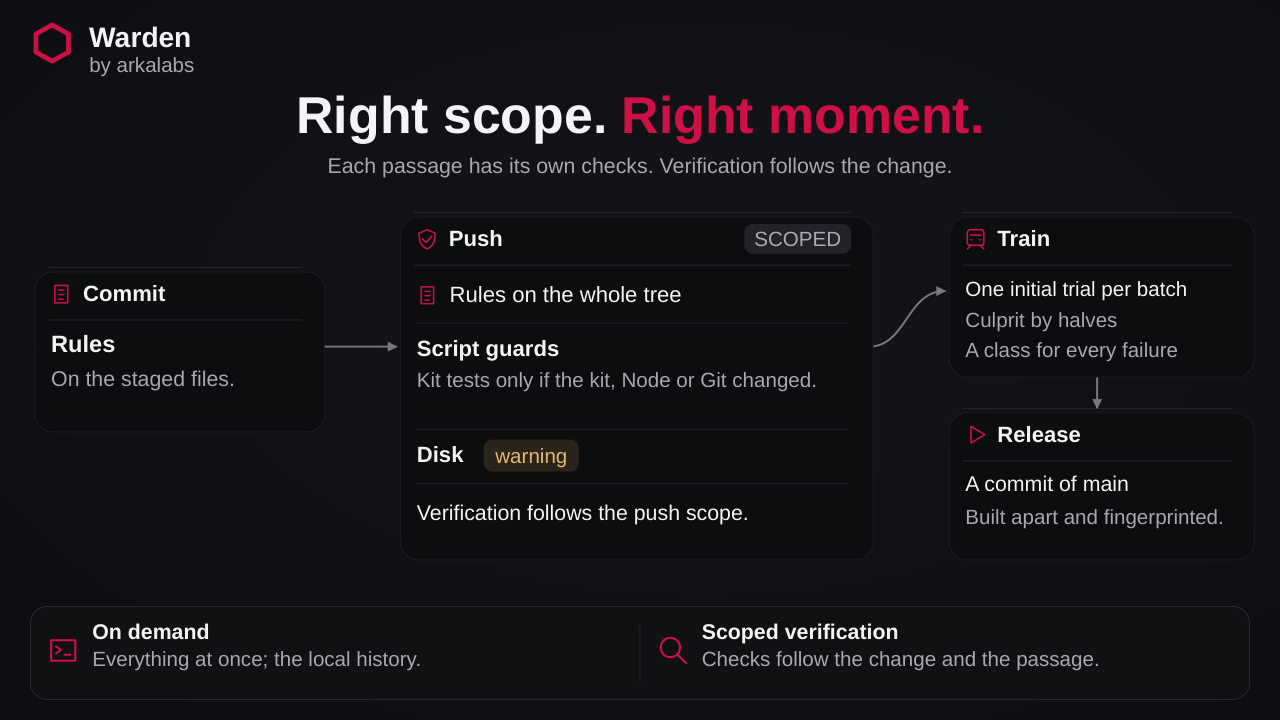 Warden
by arkalabs
Right scope. Right moment.
Each passage has its own checks. Verification follows the change.
Commit
Rules
On the staged files.
Push
SCOPED
Rules on the whole tree
Script guards
Kit tests only if the kit, Node or Git changed.
Disk
warning
Verification follows the push scope.
Train
One initial trial per batch
Culprit by halves
A class for every failure
Release
A commit of main
Built apart and fingerprinted.
On demand
Everything at once; the local history.
Scoped verification
Checks follow the change and the passage.